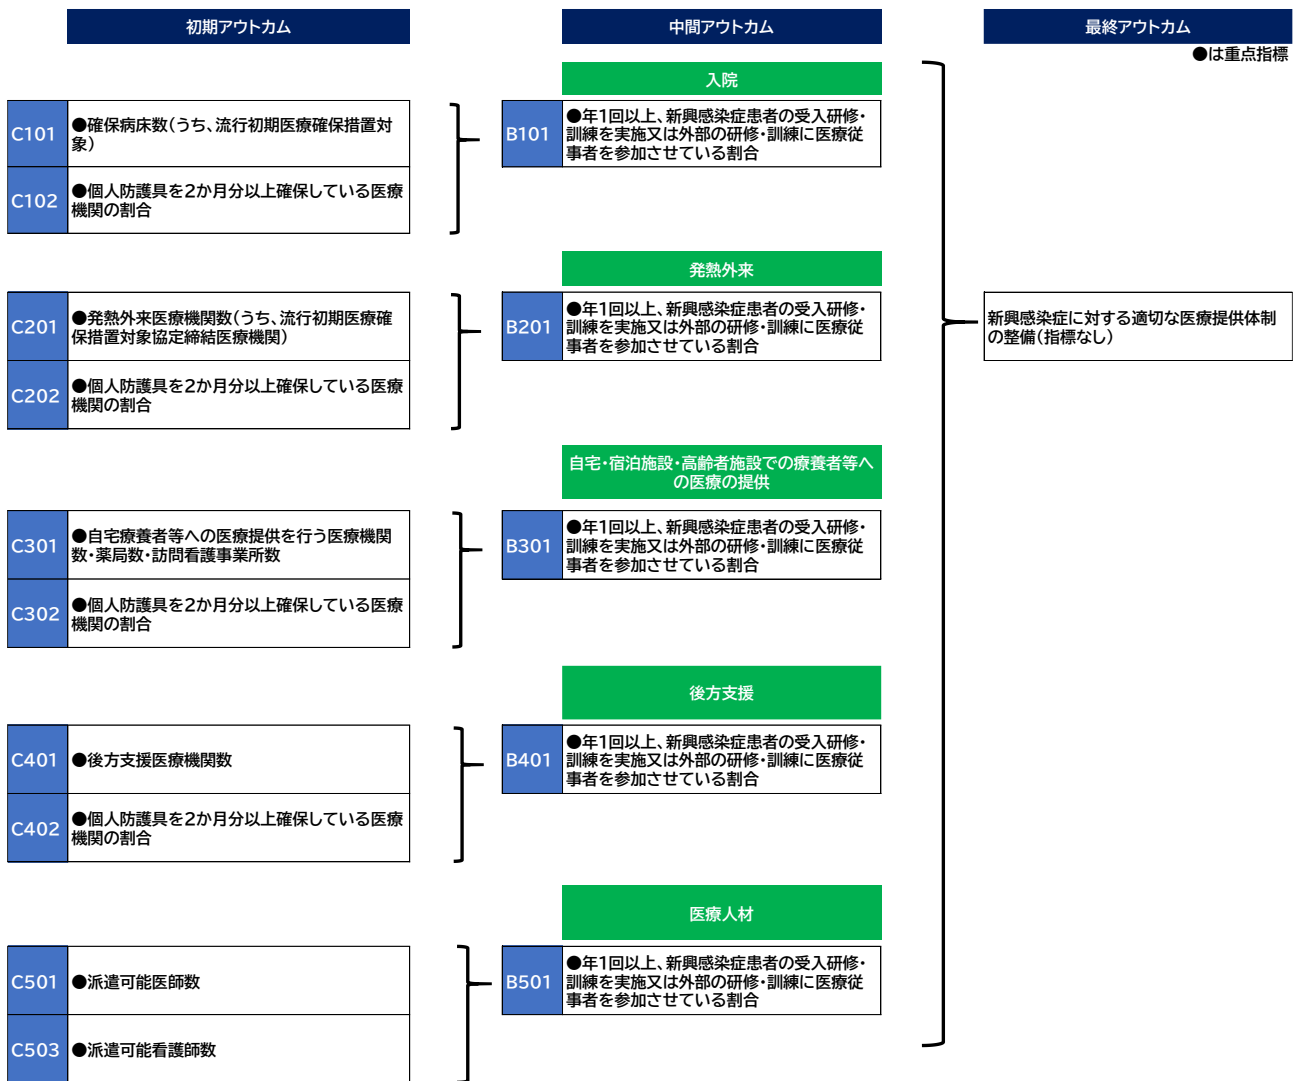 初期アウトカム
中間アウトカム
最終アウトカム
●は重点指標
入院
C101
●確保病床数(うち、流行初期医療確保措置対
象)
C102
●個人防護具を2か月分以上確保している医療
機関の割合
B101
●年1回以上、新興感染症患者の受入研修・
訓練を実施又は外部の研修・訓練に医療従
事者を参加させている割合
発熱外来
C201
●発熱外来医療機関数(うち、流行初期医療確
保措置対象協定締結医療機関)
C202
●個人防護具を2か月分以上確保している医療
機関の割合
B201
●年1回以上、新興感染症患者の受入研修・
訓練を実施又は外部の研修・訓練に医療従
事者を参加させている割合
新興感染症に対する適切な医療提供体制
の整備(指標なし)
自宅・宿泊施設・高齢者施設での療養者等へ
の医療の提供
C301
●自宅療養者等への医療提供を行う医療機関
数・薬局数・訪問看護事業所数
C302
●個人防護具を2か月分以上確保している医療
機関の割合
B301
●年1回以上、新興感染症患者の受入研修・
訓練を実施又は外部の研修・訓練に医療従
事者を参加させている割合
後方支援
C401
●後方支援医療機関数
C402
●個人防護具を2か月分以上確保している医療
機関の割合
B401
●年1回以上、新興感染症患者の受入研修・
訓練を実施又は外部の研修・訓練に医療従
事者を参加させている割合
医療人材
C501
●派遣可能医師数
C503
●派遣可能看護師数
B501
●年1回以上、新興感染症患者の受入研修・
訓練を実施又は外部の研修・訓練に医療従
事者を参加させている割合